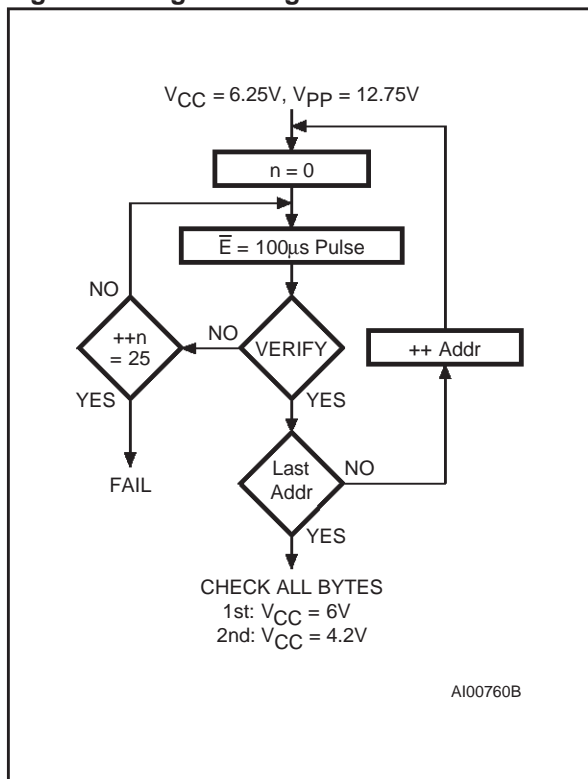 V_CC = 6.25V, V_PP = 12.75V
n = 0
E̅ = 100µs Pulse
NO
++n
= 25
NO
VERIFY
++ Addr
YES
YES
FAIL
Last
Addr
NO
YES
CHECK ALL BYTES
1st: V_CC = 6V
2nd: V_CC = 4.2V
AI00760B